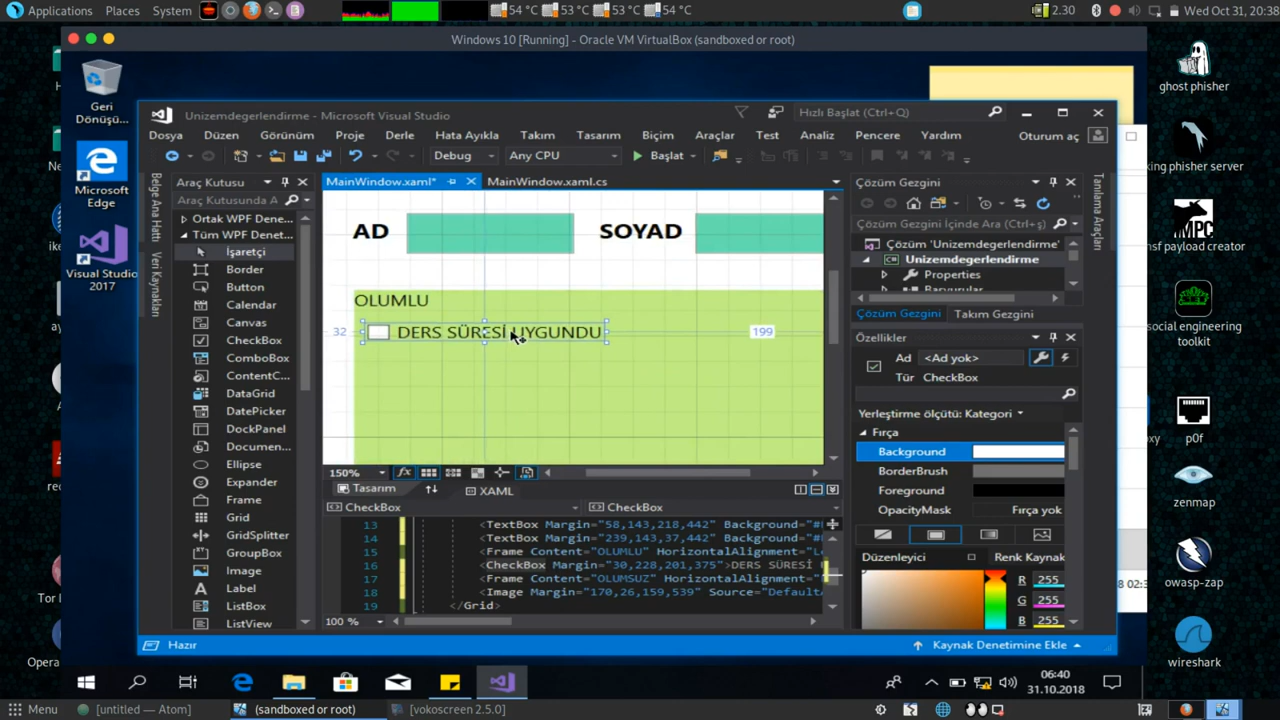 Applications Places System 54 °C 53 °C 53 °C 54 °C 2.30 Wed Oct 31, 20:38
Windows 10 [Running] - Oracle VM VirtualBox (sandboxed or root)
Geri
Dönüşü...
Microsoft
Edge
Visual Studio
2017
Tor
Opera
ghost phisher
king phisher server
msf payload creator
social engineering
toolkit
p0f
zenmap
owasp-zap
wireshark
Unizemdegerlendirme - Microsoft Visual Studio
Hızlı Başlat (Ctrl+Q)
Dosya Düzen Görünüm Proje Derle Hata Ayıkla Takım Tasarım Biçim Araçlar Test Analiz Pencere Yardım Oturum aç
Debug Any CPU Başlat
Belge Ana Hattı
Veri Kaynakları
Araç Kutusu
Araç Kutusunda A
Ortak WPF Dene...
Tüm WPF Denet...
İşaretçi
Border
Button
Calendar
Canvas
CheckBox
ComboBox
ContentC...
DataGrid
DatePicker
DockPanel
Documen...
Ellipse
Expander
Frame
Grid
GridSplitter
GroupBox
Image
Label
ListBox
ListView
MainWindow.xaml* MainWindow.xaml.cs
AD SOYAD
OLUMLU
32 DERS SÜRESİ UYGUNDU 199
150%
Tasarım XAML
CheckBox CheckBox
13 <TextBox Margin="58,143,218,442" Background="#
14 <TextBox Margin="239,143,37,442" Background="#
15 <Frame Content="OLUMLU" HorizontalAlignment="L
16 <CheckBox Margin="30,228,201,375">DERS SÜRESİ
17 <Frame Content="OLUMSUZ" HorizontalAlignment="
18 <Image Margin="170,26,159,539" Source="Default
19 </Grid>
100 %
Çözüm Gezgini
Çözüm Gezgini İçinde Ara (Ctrl+ş)
Çözüm 'Unizemdegerlendirme'
Unizemdegerlendirme
Properties
Başvurular
Çözüm Gezgini Takım Gezgini
Tanılama Araçları
Özellikler
Ad <Ad yok>
Tür CheckBox
Yerleştirme ölçütü: Kategori
Fırça
Background
BorderBrush
Foreground
OpacityMask Fırça yok
Düzenleyici Renk Kaynak
R 255
G 255
B 255
Hazır Kaynak Denetimine Ekle
06:40
31.10.2018
Menu [untitled — Atom] (sandboxed or root) [vokoscreen 2.5.0]